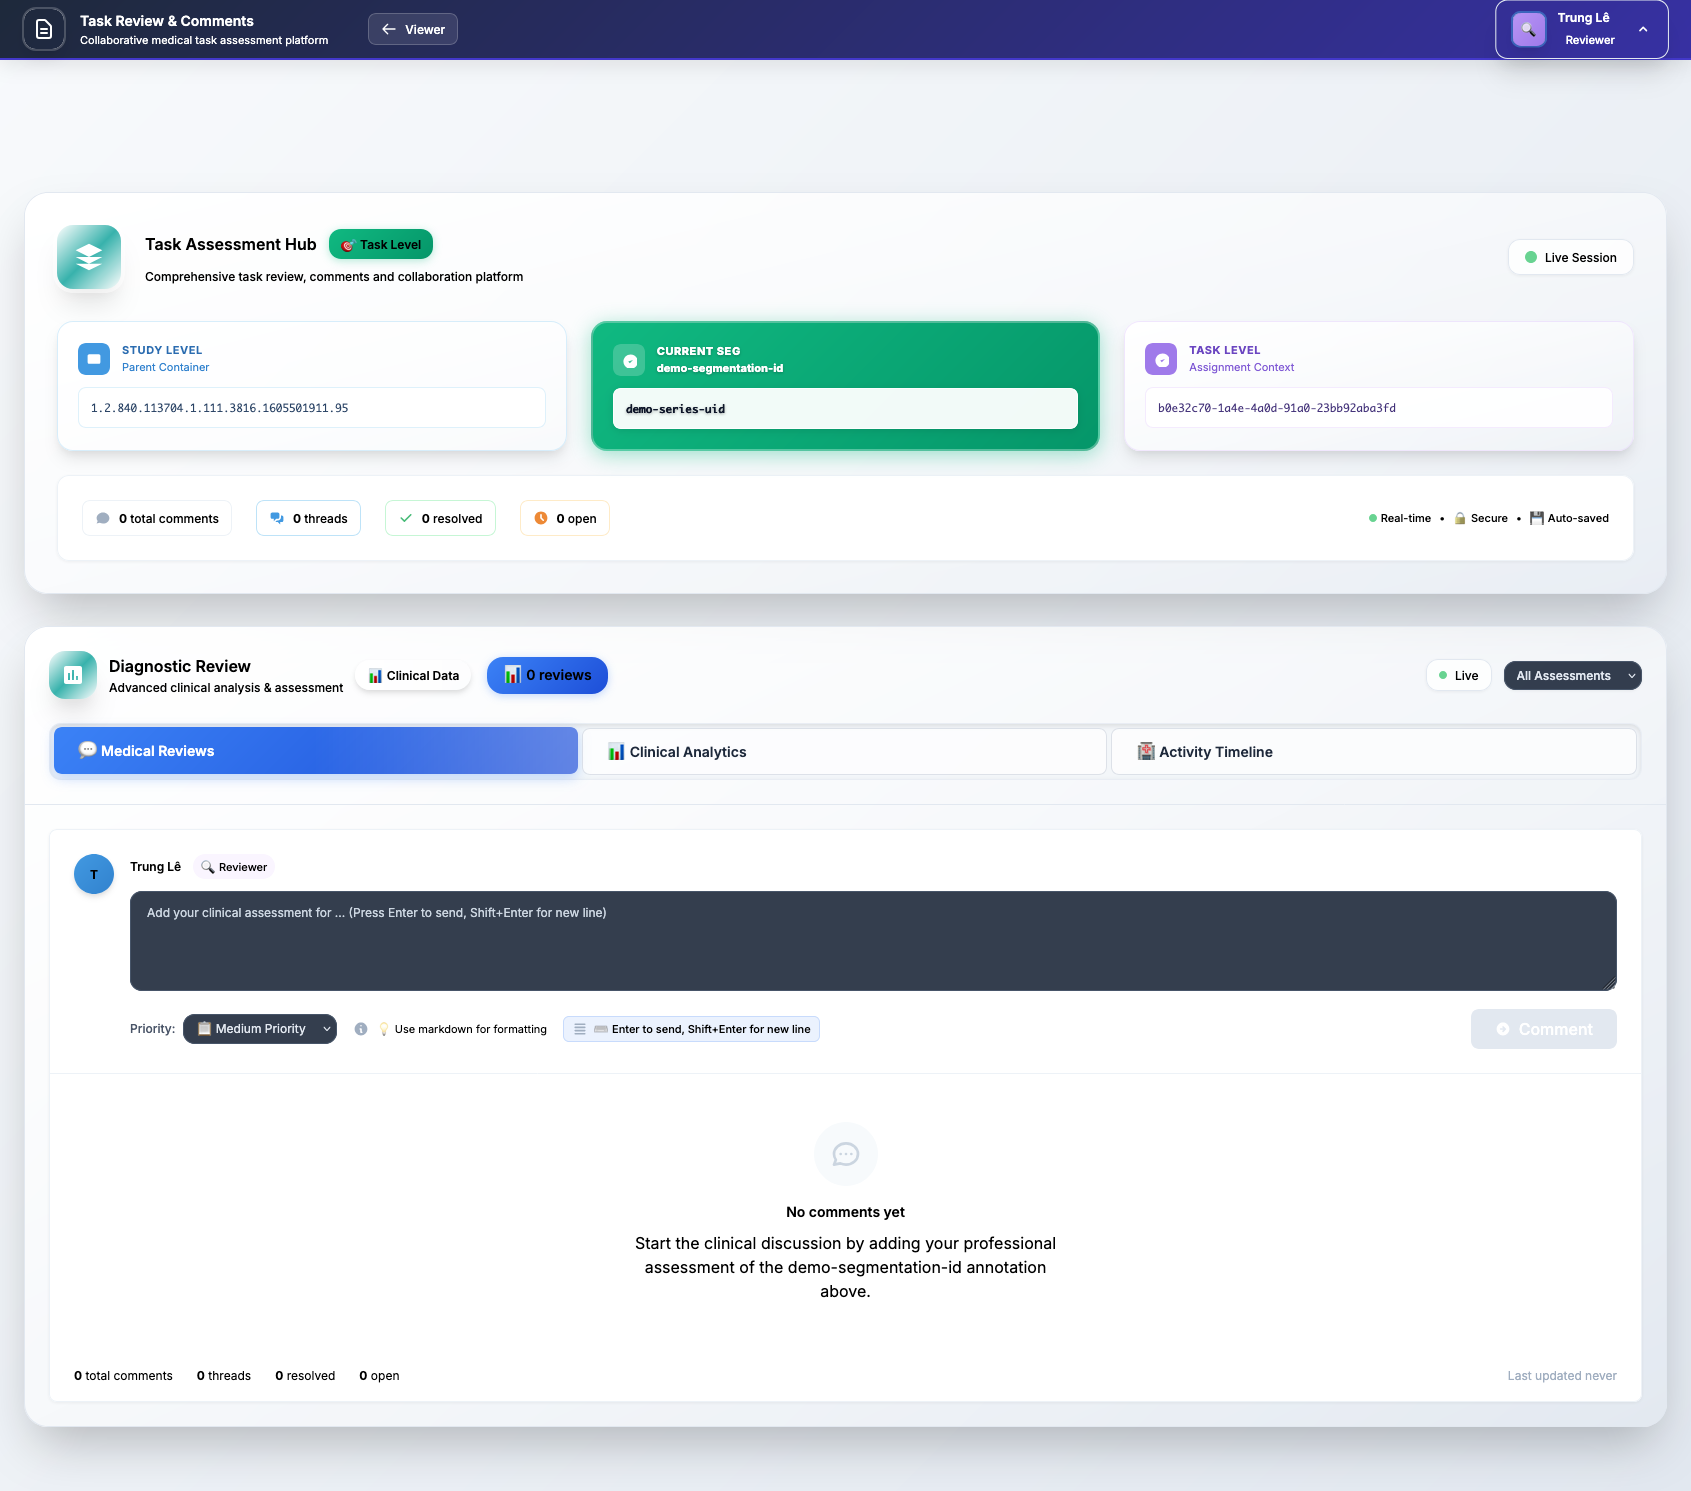 Task Review & Comments
Collaborative medical task assessment platform
Viewer
Trung Lê
Reviewer
Task Assessment Hub
Task Level
Comprehensive task review, comments and collaboration platform
Live Session
STUDY LEVEL
Parent Container
1.2.840.113704.1.111.3816.1605501911.95
CURRENT SEG
demo-segmentation-id
demo-series-uid
TASK LEVEL
Assignment Context
b0e32c70-1a4e-4a0d-91a0-23bb92aba3fd
0 total comments
0 threads
0 resolved
0 open
Real-time • Secure • Auto-saved
Diagnostic Review
Advanced clinical analysis & assessment
Clinical Data
0 reviews
Live
All Assessments
Medical Reviews
Clinical Analytics
Activity Timeline
T
Trung Lê
Reviewer
Add your clinical assessment for ... (Press Enter to send, Shift+Enter for new line)
Priority:
Medium Priority
Use markdown for formatting
Enter to send, Shift+Enter for new line
Comment
No comments yet
Start the clinical discussion by adding your professional
assessment of the demo-segmentation-id annotation
above.
0 total comments
0 threads
0 resolved
0 open
Last updated never